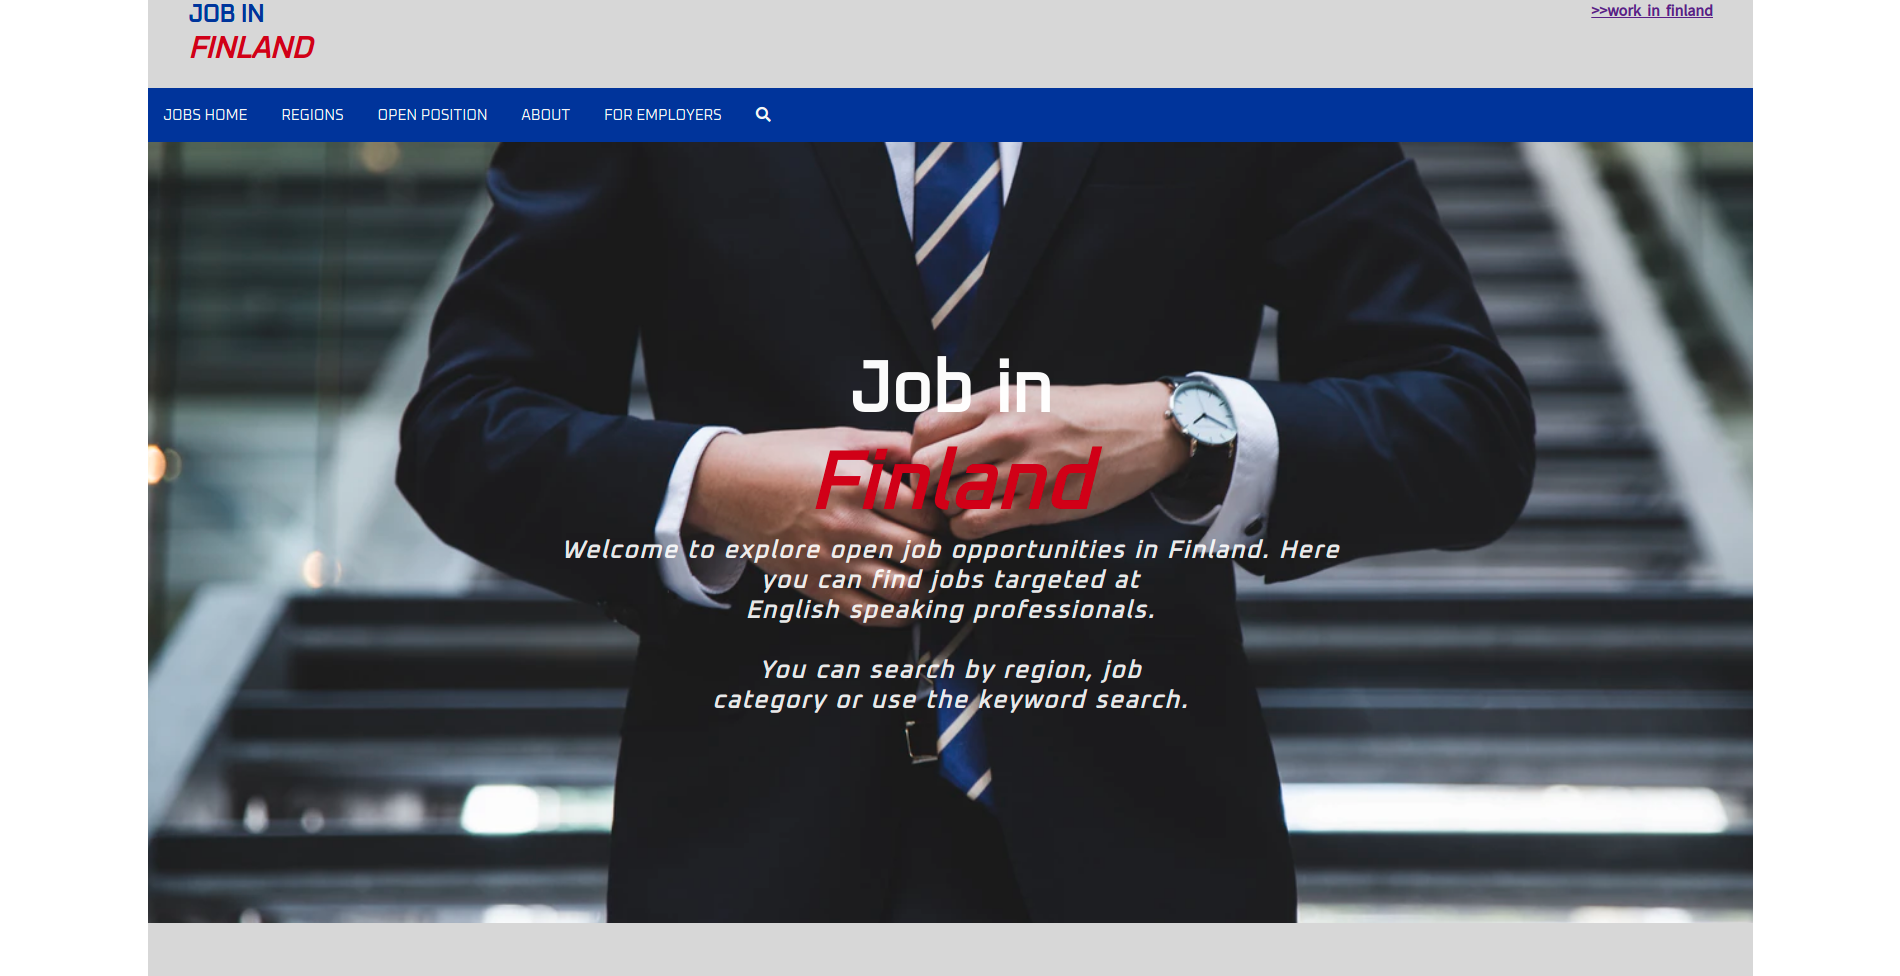 JOB IN
FINLAND
>>work in finland
JOBS HOME REGIONS OPEN POSITION ABOUT FOR EMPLOYERS
Job in
Finland
Welcome to explore open job opportunities in Finland. Here
you can find jobs targeted at
English speaking professionals.
You can search by region, job
category or use the keyword search.